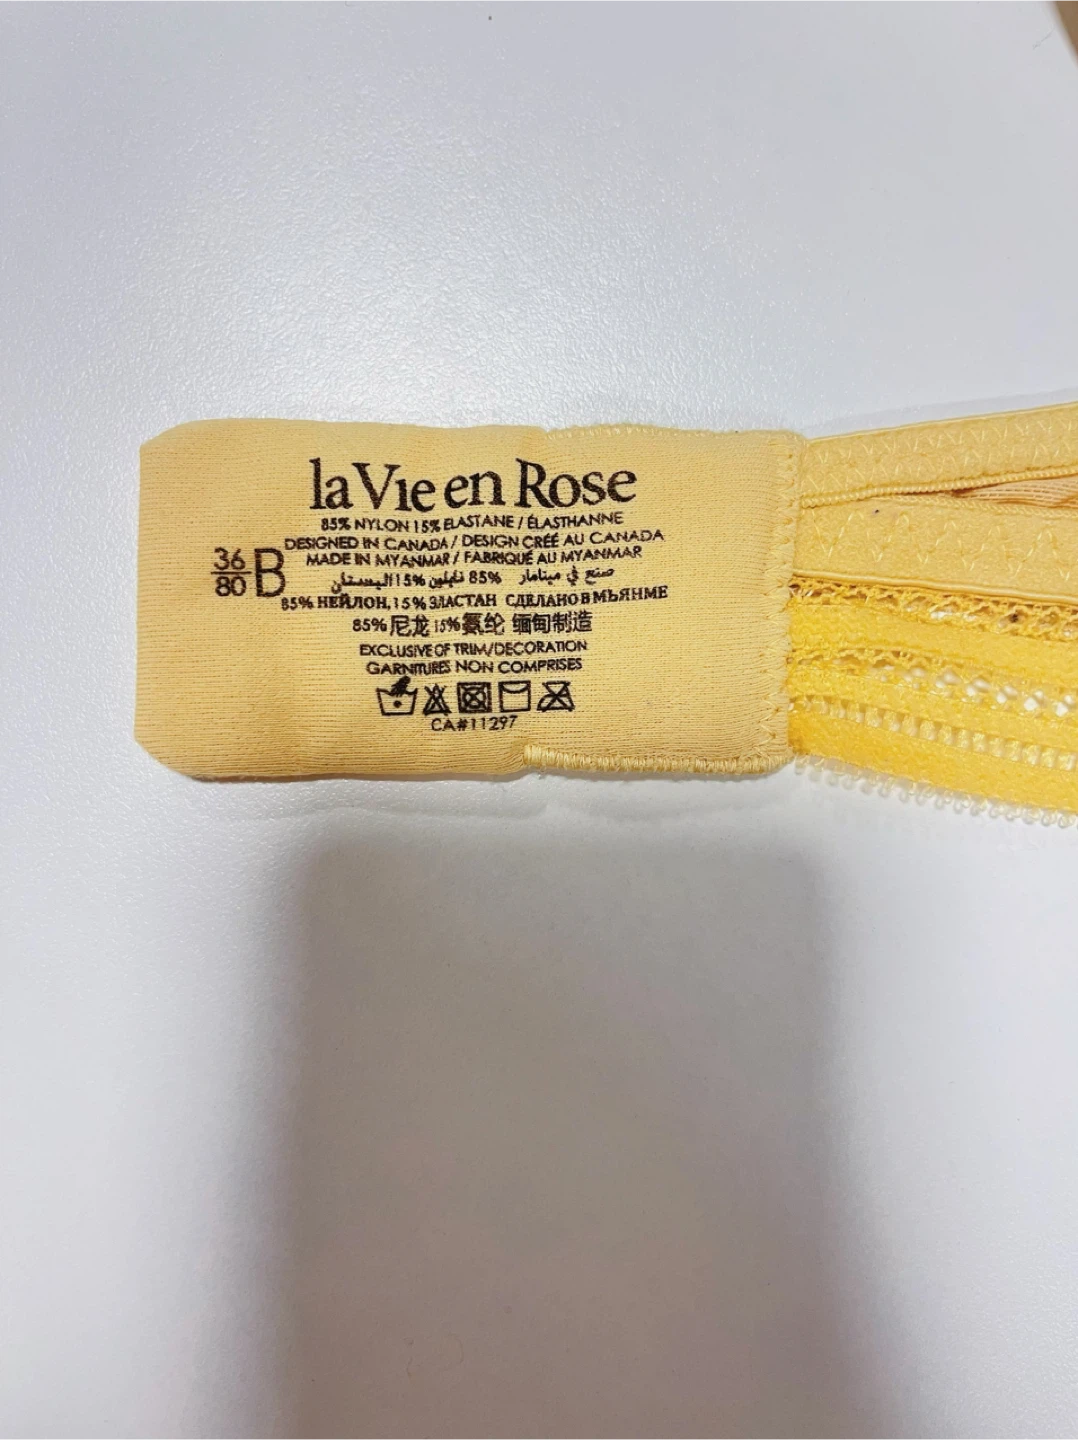 la Vie en Rose
85% NYLON 15% ELASTANE / ÉLASTHANNE
DESIGNED IN CANADA / DESIGN CRÉÉ AU CANADA
MADE IN MYANMAR / FABRIQUÉ AU MYANMAR
صنع في مينامار 85% نايلون 15% اليستان
36
80 B
85% НЕЙЛОН, 15% ЭЛАСТАН СДЕЛАНО В МЬЯНМЕ
85% 尼龙 15% 氨纶 缅甸制造
EXCLUSIVE OF TRIM/DECORATION
GARNITURES NON COMPRISES
CA#11297